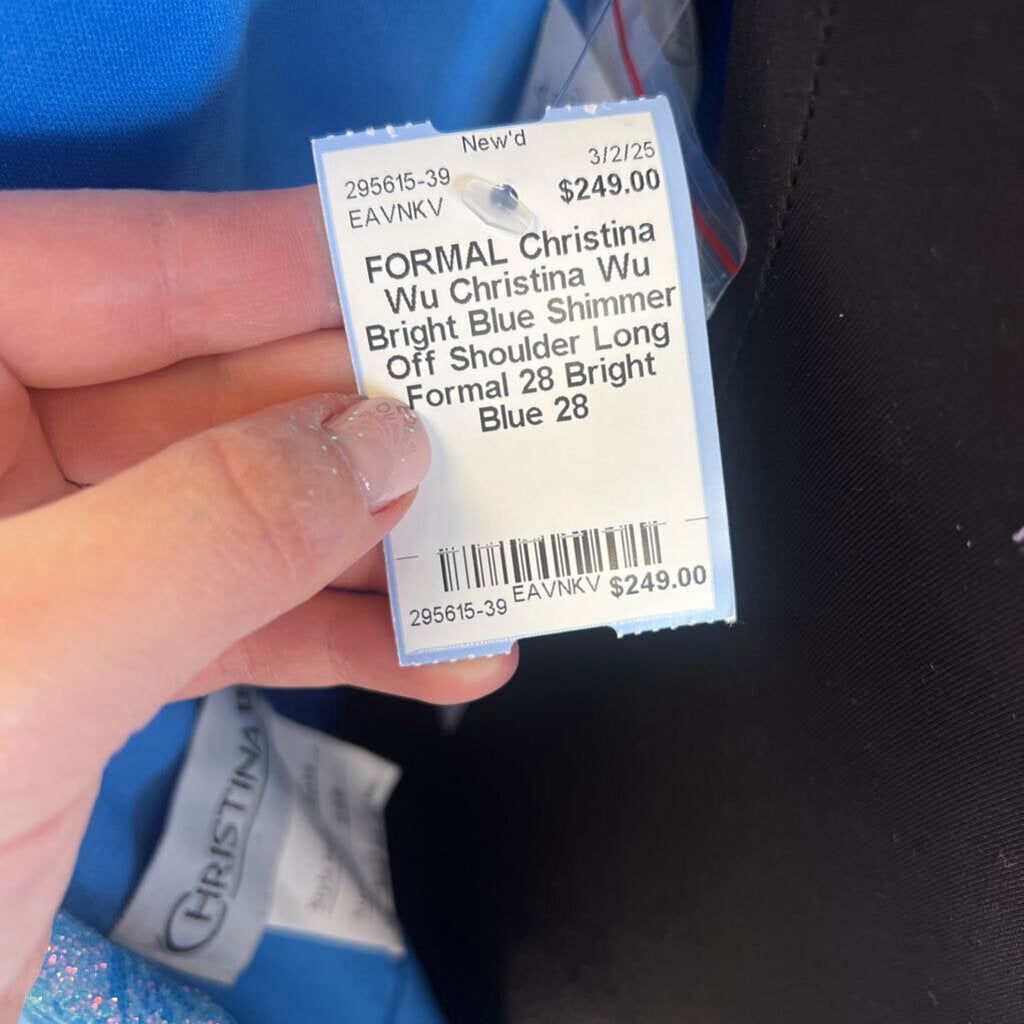 New'd
295615-39
3/2/25
EAVNKV
$249.00
FORMAL Christina
Wu Christina Wu
Bright Blue Shimmer
Off Shoulder Long
Formal 28 Bright
Blue 28
295615-39 EAVNKV $249.00
CHRISTINA